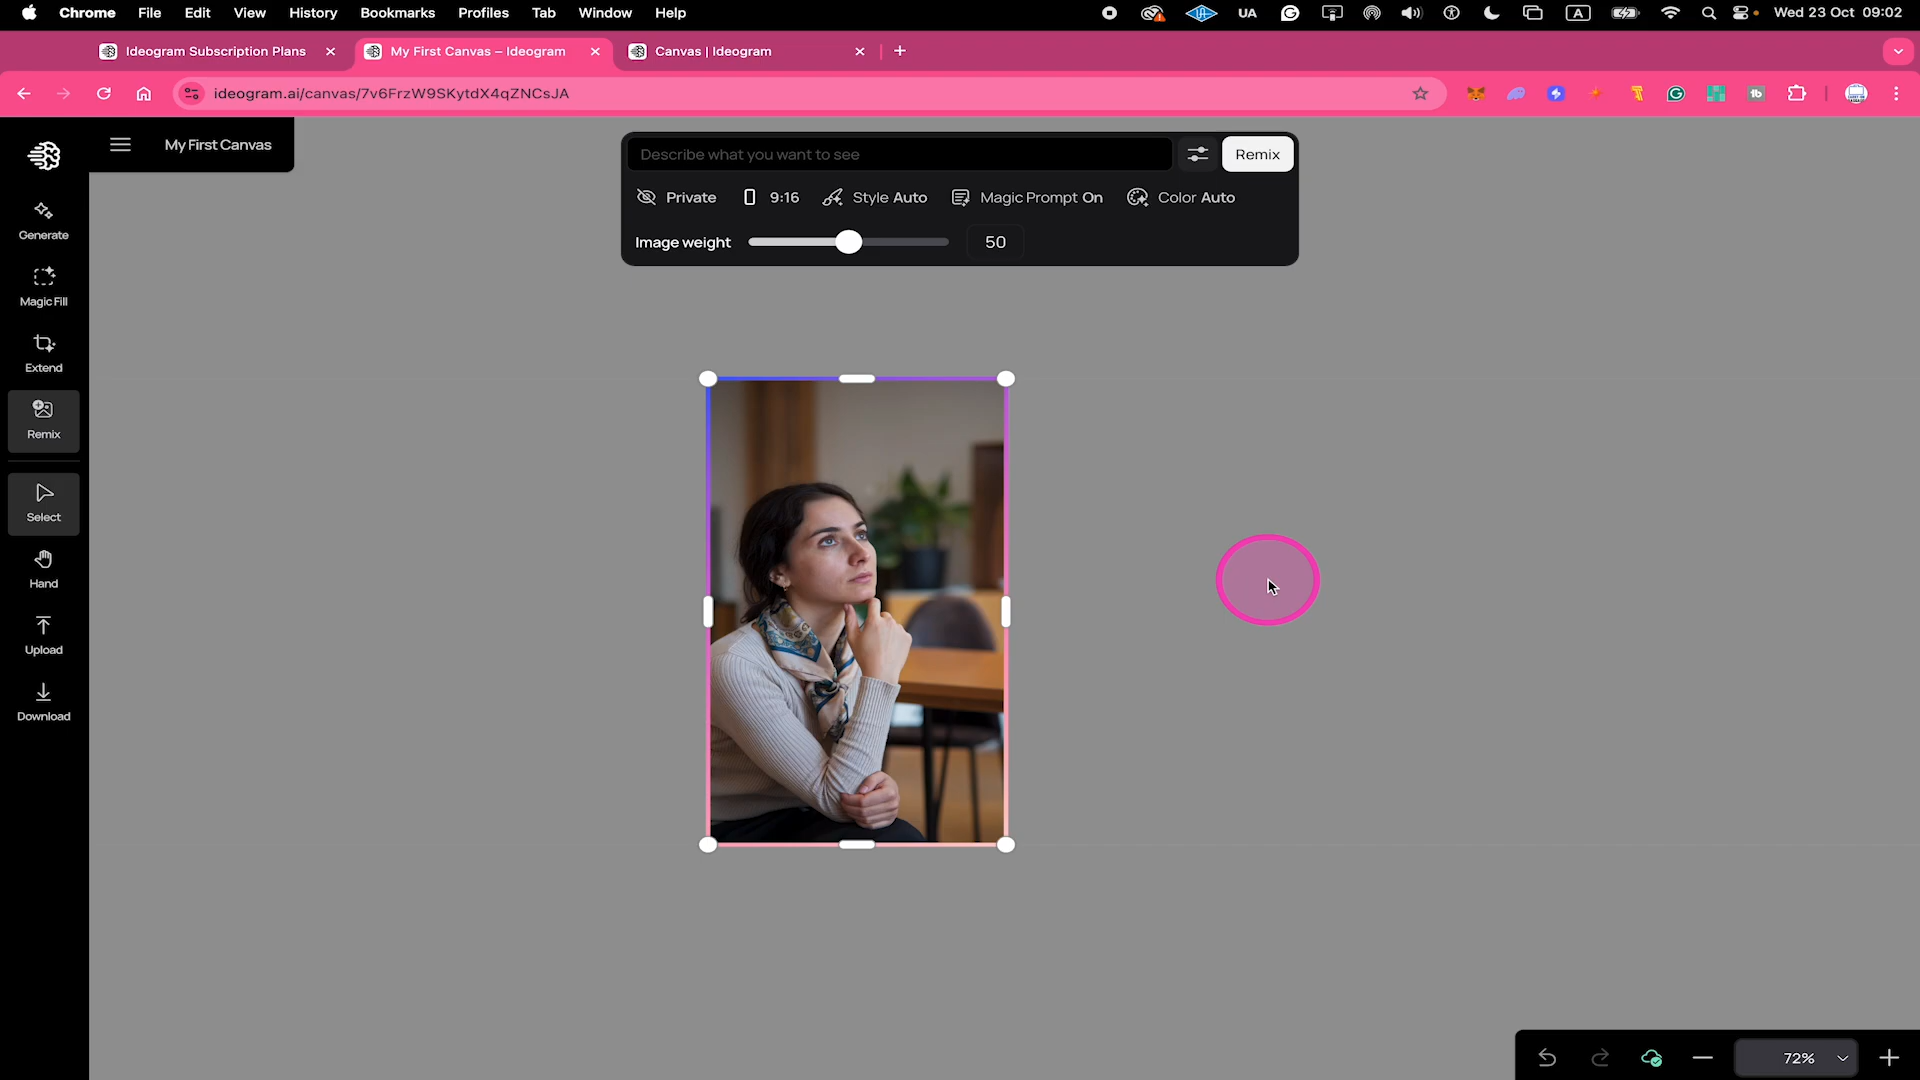 Chrome File Edit View History Bookmarks Profiles Tab Window Help UA A Wed 23 Oct 09:02
Ideogram Subscription Plans My First Canvas – Ideogram Canvas | Ideogram
ideogram.ai/canvas/7v6FrzW9SKytdX4qZNCsJA
My First Canvas
Describe what you want to see
Remix
Private 9:16 Style Auto Magic Prompt On Color Auto
Image weight 50
Generate
Magic Fill
Extend
Remix
Select
Hand
Upload
Download
72%